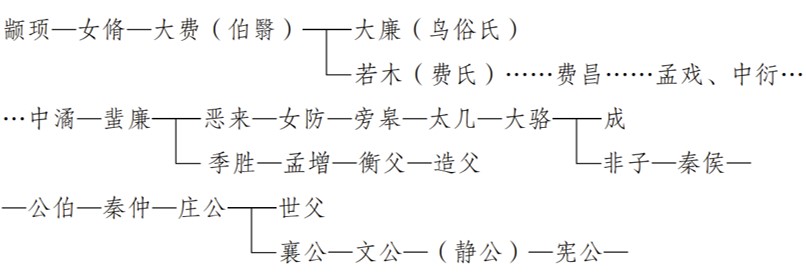 颛顼—女脩—大费（伯翳）—大廉（鸟俗氏）
若木（费氏）……费昌……孟戏、中衍…
…中潏—蜚廉—恶来—女防—旁皋—太几—大骆—成
季胜—孟增—衡父—造父 非子—秦侯—
—公伯—秦仲—庄公—世父
襄公—文公—（静公）—宪公—